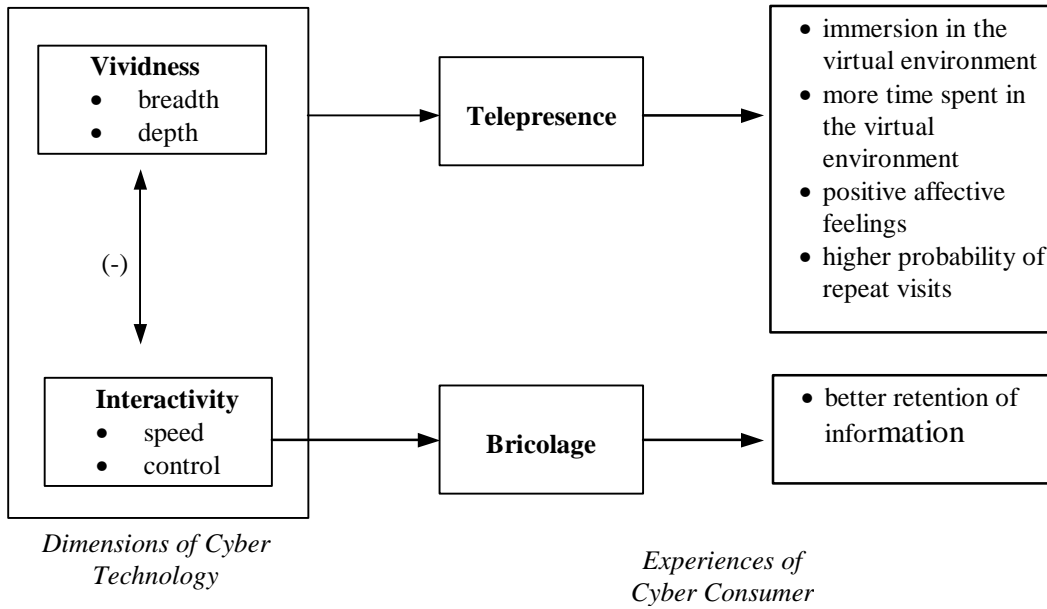 Vividness
• breadth
• depth
(-)
Interactivity
• speed
• control
Dimensions of Cyber
Technology
Telepresence
Bricolage
• immersion in the
virtual environment
• more time spent in
the virtual
environment
• positive affective
feelings
• higher probability of
repeat visits
• better retention of
information
Experiences of
Cyber Consumer